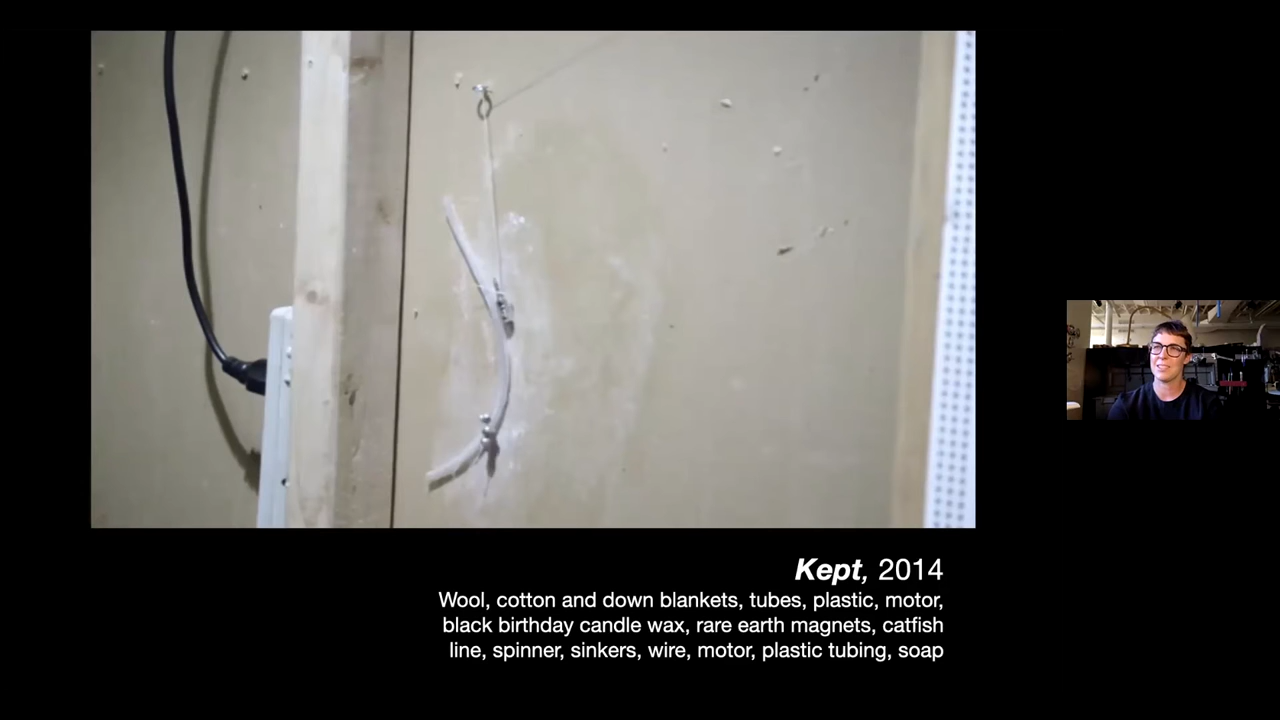 Kept, 2014
Wool, cotton and down blankets, tubes, plastic, motor,
black birthday candle wax, rare earth magnets, catfish
line, spinner, sinkers, wire, motor, plastic tubing, soap